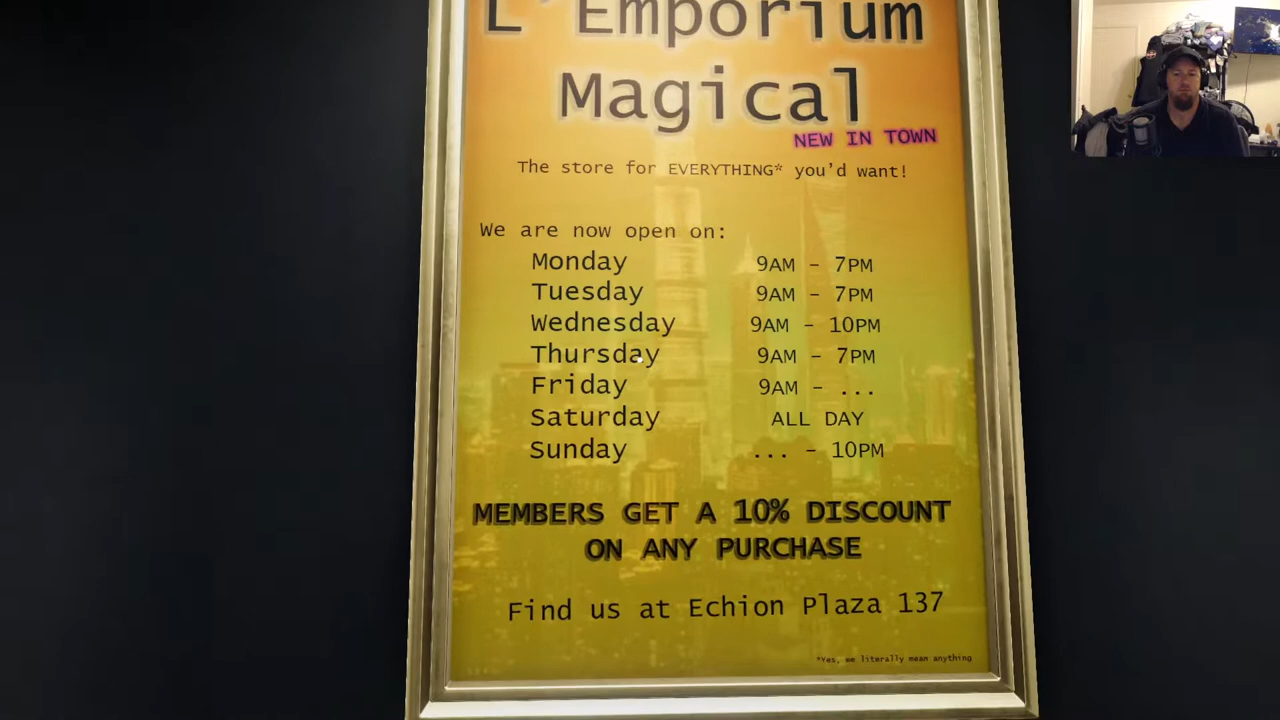 L'Emporium
Magical
NEW IN TOWN
The store for EVERYTHING* you'd want!
We are now open on:
Monday 9AM - 7PM
Tuesday 9AM - 7PM
Wednesday 9AM - 10PM
Thursday 9AM - 7PM
Friday 9AM - ...
Saturday ALL DAY
Sunday ... - 10PM
MEMBERS GET A 10% DISCOUNT
ON ANY PURCHASE
Find us at Echion Plaza 137
*Yes, we literally mean anything